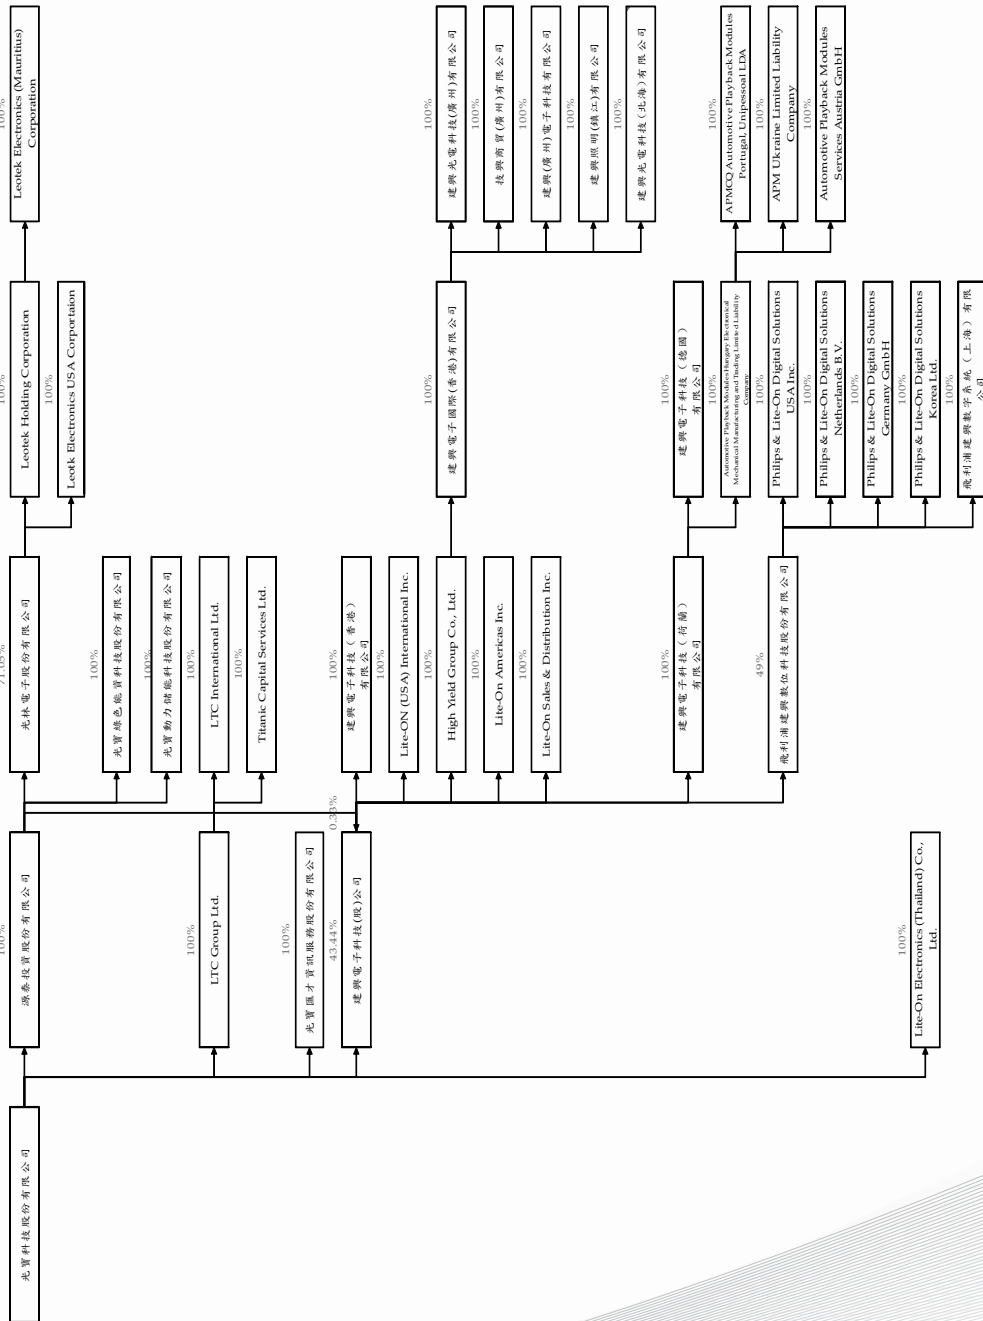 光寶科技股份有限公司
100%
源泰投資股份有限公司
100%
LTC Group Ltd.
100%
光寶匯才資訊服務股份有限公司
43.44%
建興電子科技(股)公司
0.33%
100%
Lite-On Electronics (Thailand) Co.,
Ltd.
71.05%
光林電子股份有限公司
100%
光寶綠色能資科技股份有限公司
100%
光寶動力儲能科技股份有限公司
100%
LTC International Ltd.
100%
Titanic Capital Services Ltd.
100%
建興電子科技（香港）
有限公司
100%
Lite-ON (USA) International Inc.
100%
High Yield Group Co., Ltd.
100%
Lite-On Americas Inc.
100%
Lite-On Sales & Distribution Inc.
100%
建興電子科技（荷蘭）
有限公司
49%
飛利浦建興數位科技股份有限公司
100%
Leotek Holding Corporation
100%
Leotk Electronics USA Corportaion
100%
建興電子國際(香港)有限公司
100%
建興電子科技（德國）
有限公司
100%
Automotive Playback Modules Hungary Electronical
Mechanical Manufacturing and Trading Limited Liability
Company
100%
Philips & Lite-On Digital Solutions
USA Inc.
100%
Philips & Lite-On Digital Solutions
Netherlands B.V.
100%
Philips & Lite-On Digital Solutions
Germany GmbH
100%
Philips & Lite-On Digital Solutions
Korea Ltd.
100%
飛利浦建興數字系統（上海）有限
公司
100%
Leotek Electronics (Mauritius)
Corporation
100%
建興光電科技(廣州)有限公司
100%
技興商貿(廣州)有限公司
100%
建興(廣州)電子科技有限公司
100%
建興照明(鎮江)有限公司
100%
建興光電科技(北海)有限公司
100%
APMCQ Automotive Playback Modules
Portugal, Unipessoal LDA
100%
APM Ukraine Limited Liability
Company
100%
Automotive Playback Modules
Services Austria GmbH